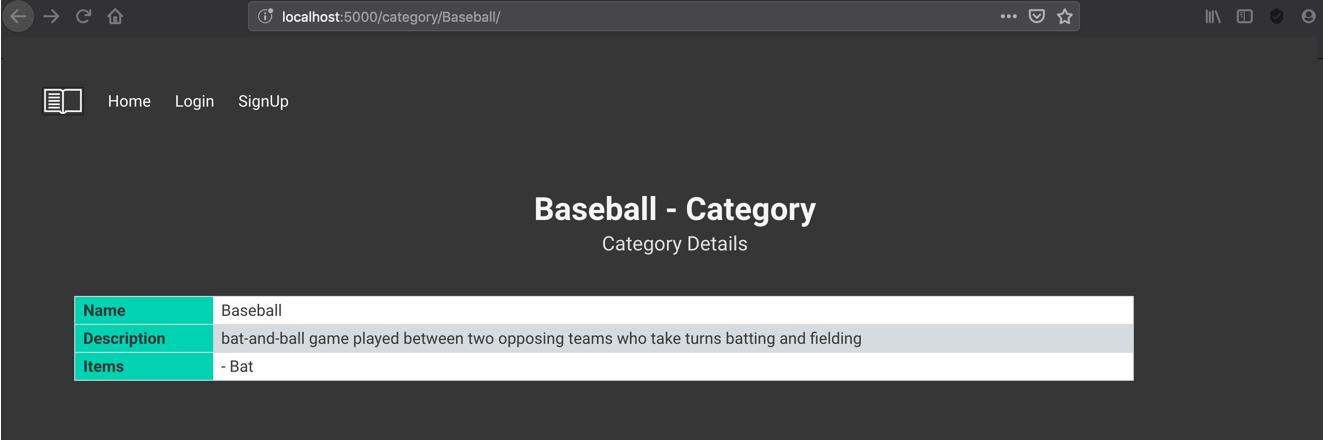 localhost:5000/category/Baseball/
Home Login SignUp
Baseball - Category
Category Details
Name Baseball
Description bat-and-ball game played between two opposing teams who take turns batting and fielding
Items - Bat